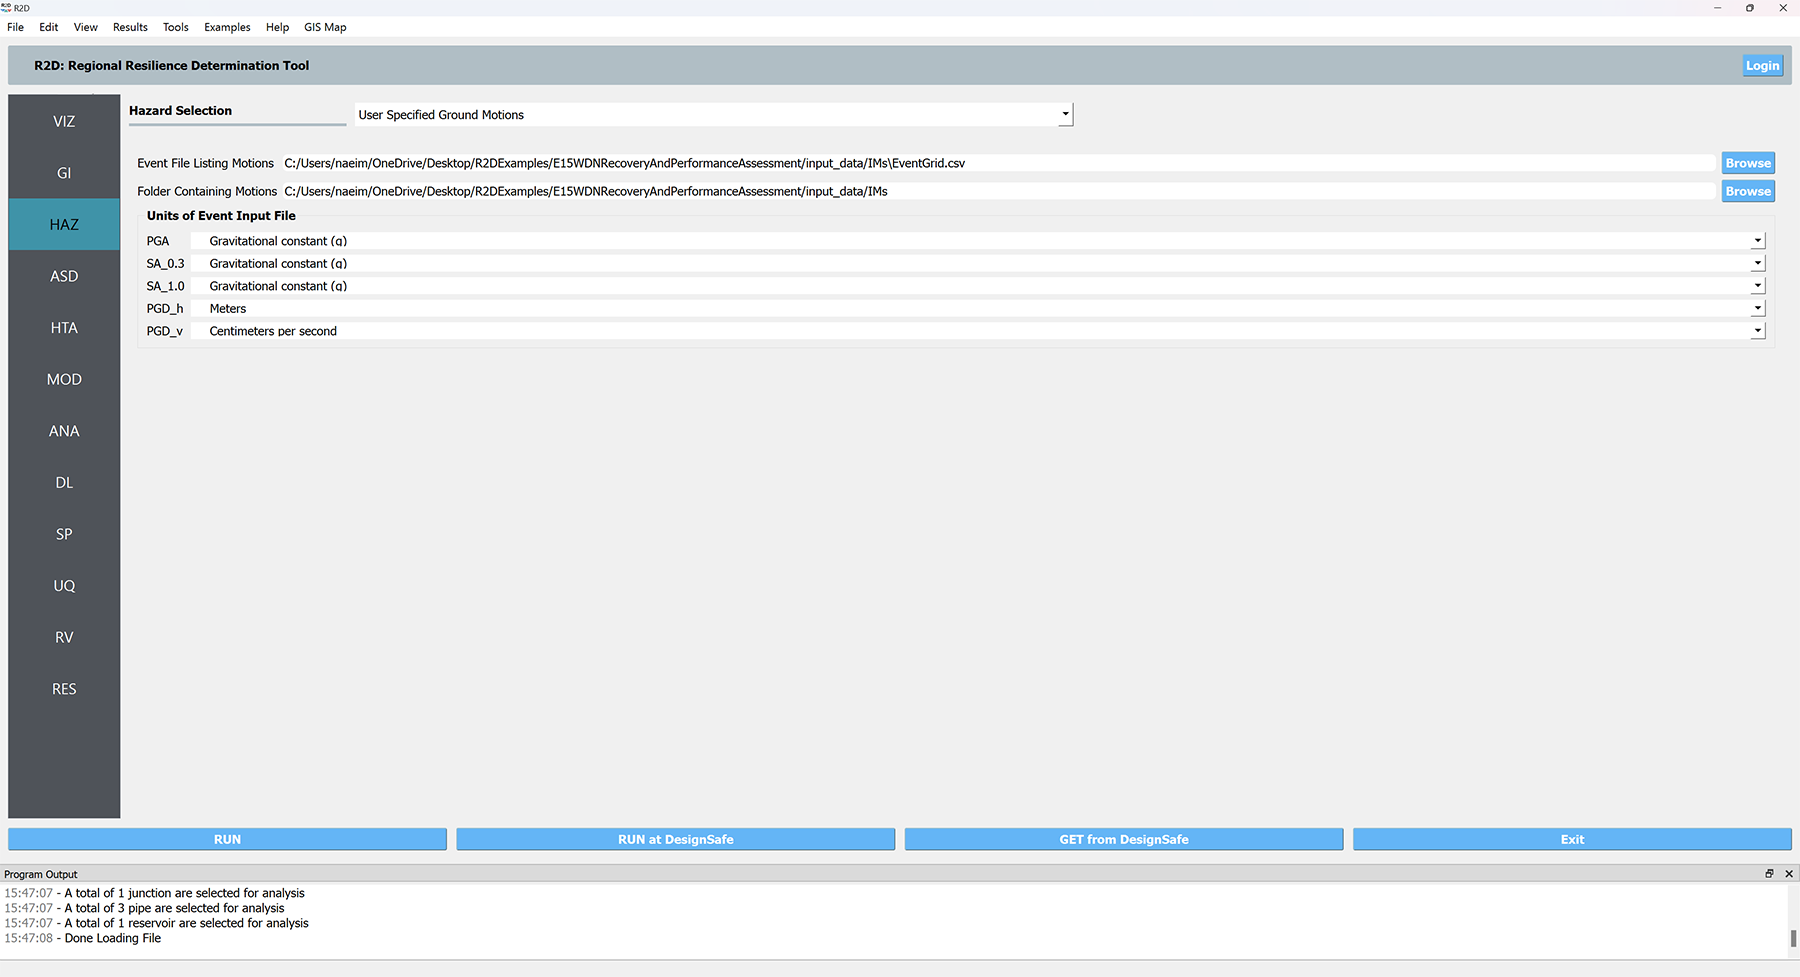 R2D
File Edit View Results Tools Examples Help GIS Map
R2D: Regional Resilience Determination Tool
Login
VIZ
GI
HAZ
ASD
HTA
MOD
ANA
DL
SP
UQ
RV
RES
Hazard Selection
User Specified Ground Motions
Event File Listing Motions C:/Users/naeim/OneDrive/Desktop/R2DExamples/E15WDNRecoveryAndPerformanceAssessment/input_data/IMs\EventGrid.csv Browse
Folder Containing Motions C:/Users/naeim/OneDrive/Desktop/R2DExamples/E15WDNRecoveryAndPerformanceAssessment/input_data/IMs Browse
Units of Event Input File
PGA Gravitational constant (g)
SA_0.3 Gravitational constant (g)
SA_1.0 Gravitational constant (g)
PGD_h Meters
PGD_v Centimeters per second
RUN RUN at DesignSafe GET from DesignSafe Exit
Program Output
15:47:07 - A total of 1 junction are selected for analysis
15:47:07 - A total of 3 pipe are selected for analysis
15:47:07 - A total of 1 reservoir are selected for analysis
15:47:08 - Done Loading File